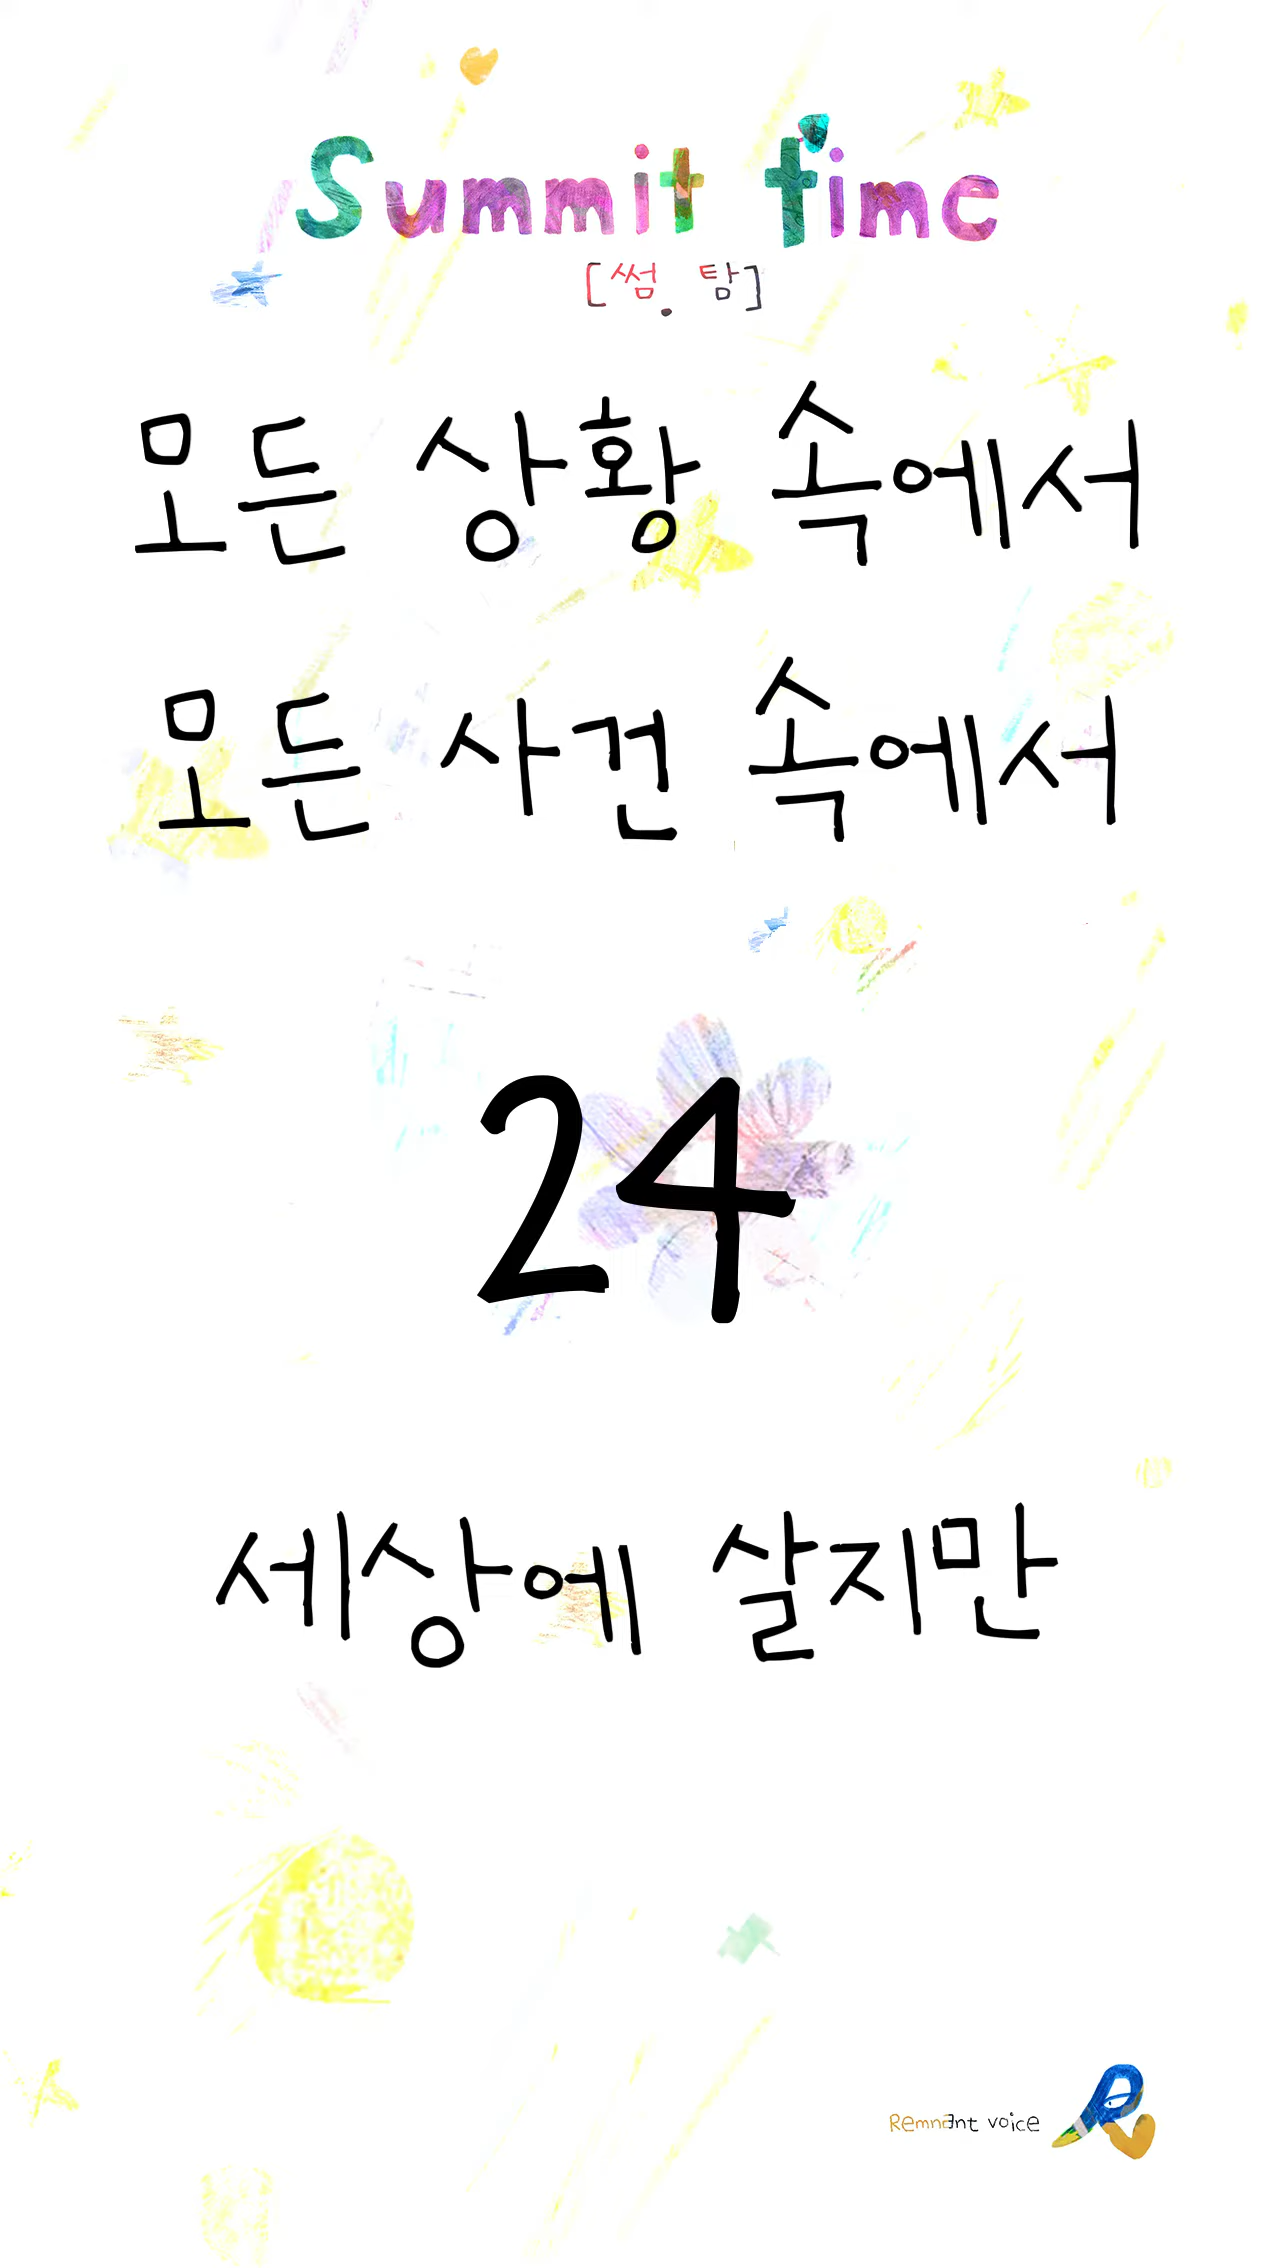 Summit time
[썸. 탐]
모든 상황 속에서
모든 사건 속에서
24
세상에 살지만
Remnant voice